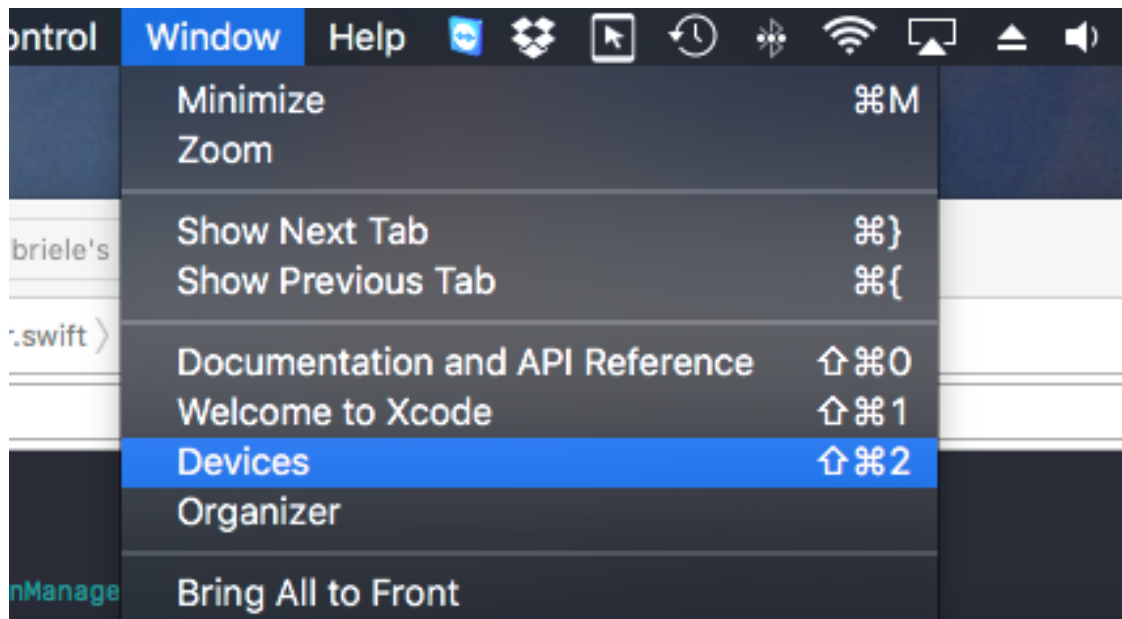 ontrol Window Help
Minimize ⌘M
Zoom
Show Next Tab ⌘}
briele's
Show Previous Tab ⌘{
r.swift 〉
Documentation and API Reference ⇧⌘0
Welcome to Xcode ⇧⌘1
Devices ⇧⌘2
Organizer
nManage
Bring All to Front